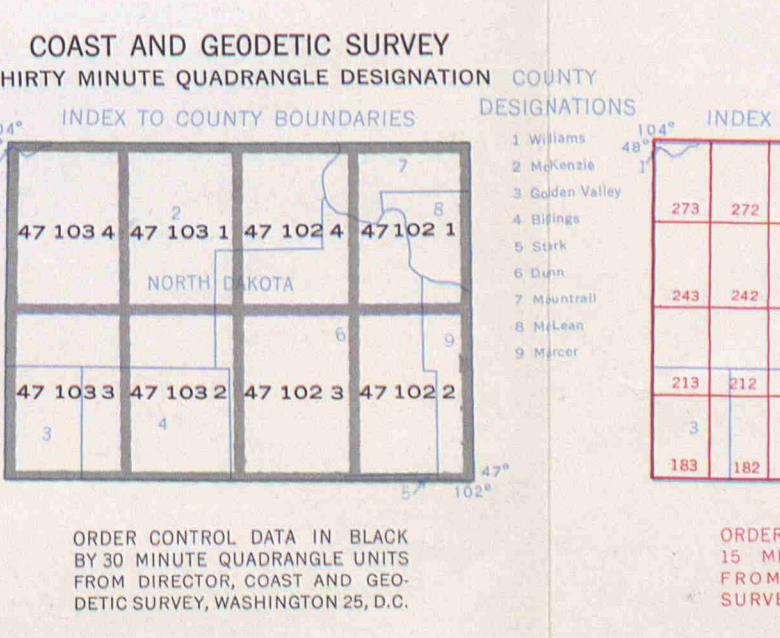 COAST AND GEODETIC SURVEY
HIRTY MINUTE QUADRANGLE DESIGNATION
INDEX TO COUNTY BOUNDARIES
04°
7
2
8
47 103 4 47 103 1 47 102 4 47 102 1
NORTH DAKOTA
6
9
47 103 3 47 103 2 47 102 3 47 102 2
3
4
47°
5
102°
ORDER CONTROL DATA IN BLACK
BY 30 MINUTE QUADRANGLE UNITS
FROM DIRECTOR, COAST AND GEO-
DETIC SURVEY, WASHINGTON 25, D.C.
COUNTY
DESIGNATIONS
1 Williams
2 McKenzie
3 Golden Valley
4 Billings
5 Stark
6 Dunn
7 Mountrail
8 McLean
9 Mercer
INDEX
104°
48°
1
273 272
243 242
213 212
3
183 182
ORDER
15 MI
FROM
SURVE